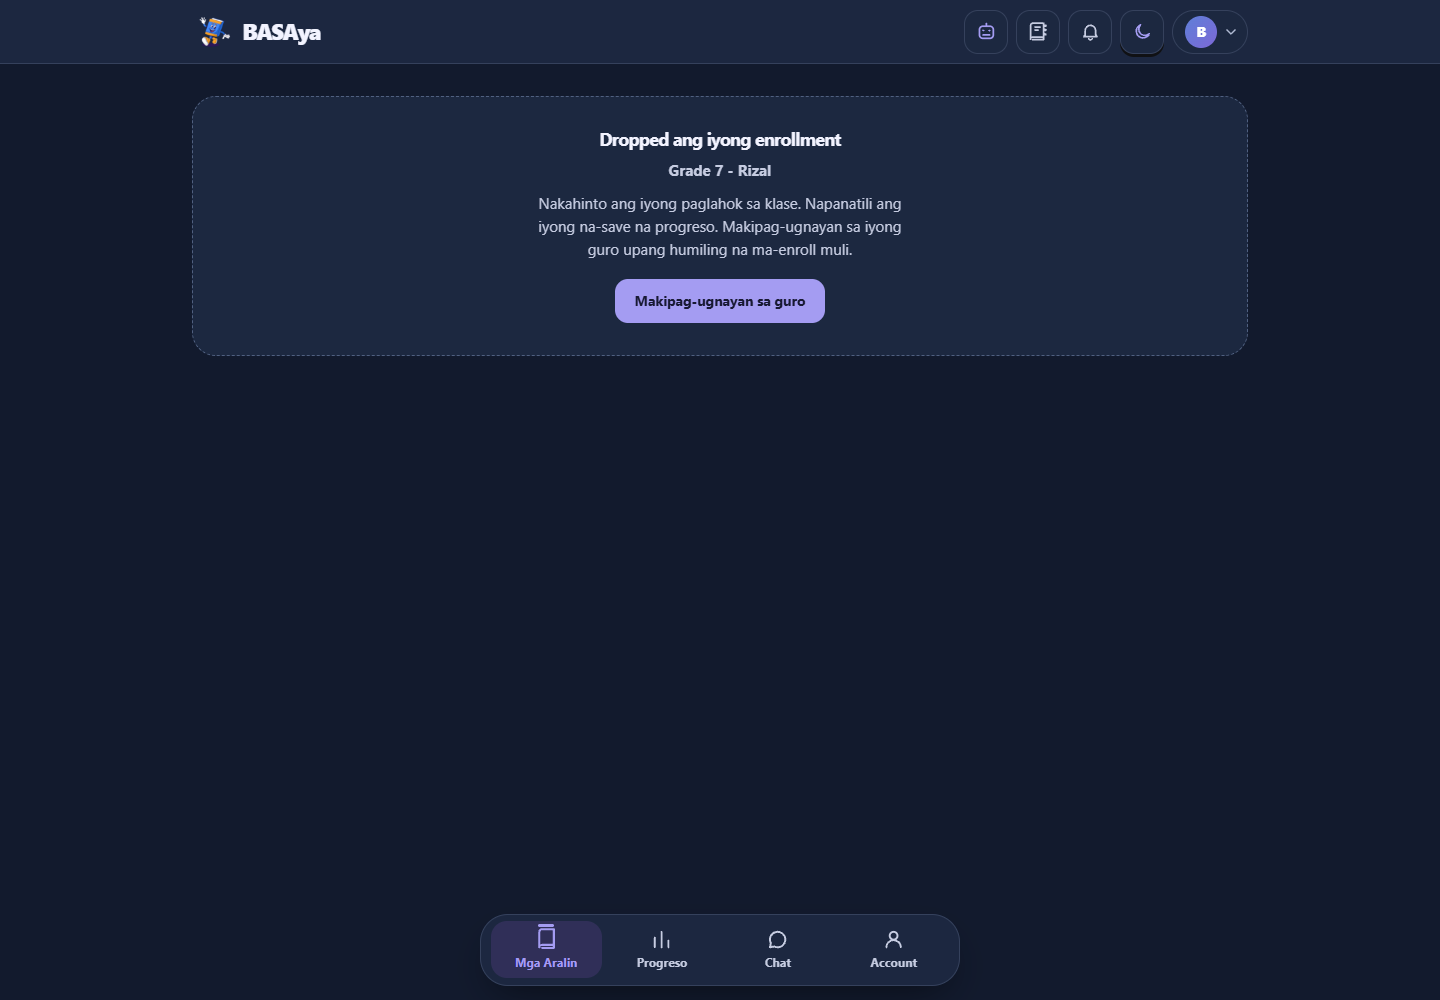 BASAya
B
Dropped ang iyong enrollment
Grade 7 - Rizal
Nakahinto ang iyong paglahok sa klase. Napanatili ang
iyong na-save na progreso. Makipag-ugnayan sa iyong
guro upang humiling na ma-enroll muli.
Makipag-ugnayan sa guro
Mga Aralin
Progreso
Chat
Account